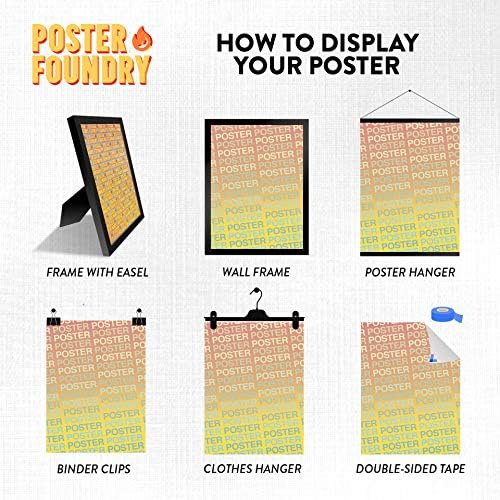 POSTER
FOUNDRY
HOW TO DISPLAY
YOUR POSTER
FRAME WITH EASEL
WALL FRAME
POSTER HANGER
BINDER CLIPS
CLOTHES HANGER
DOUBLE-SIDED TAPE